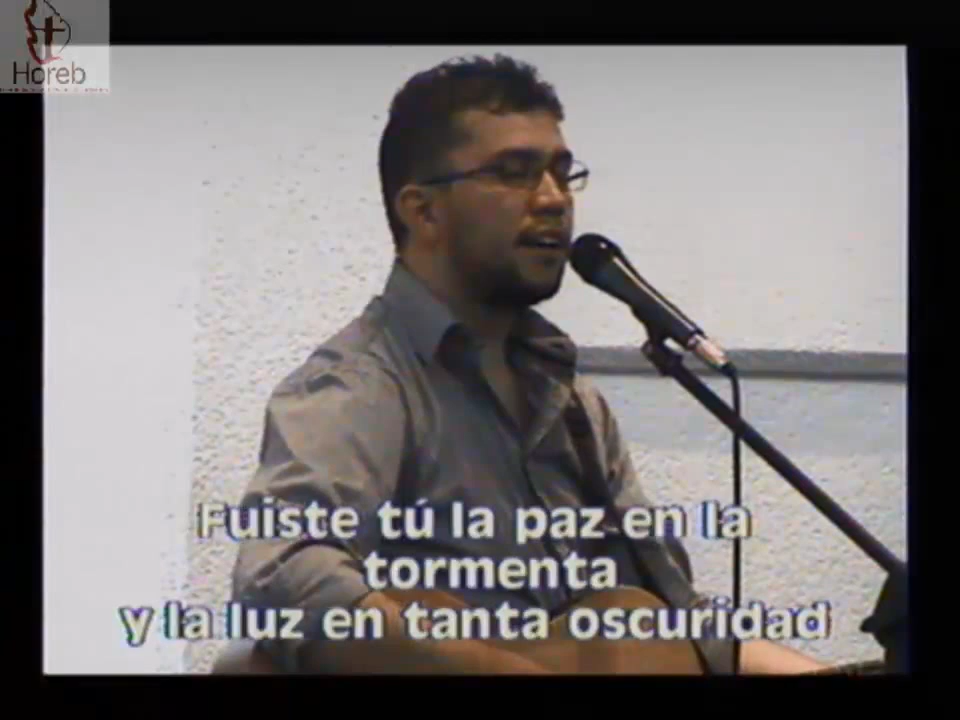 Horeb
Fuiste tú la paz en la
tormenta
y la luz en tanta oscuridad